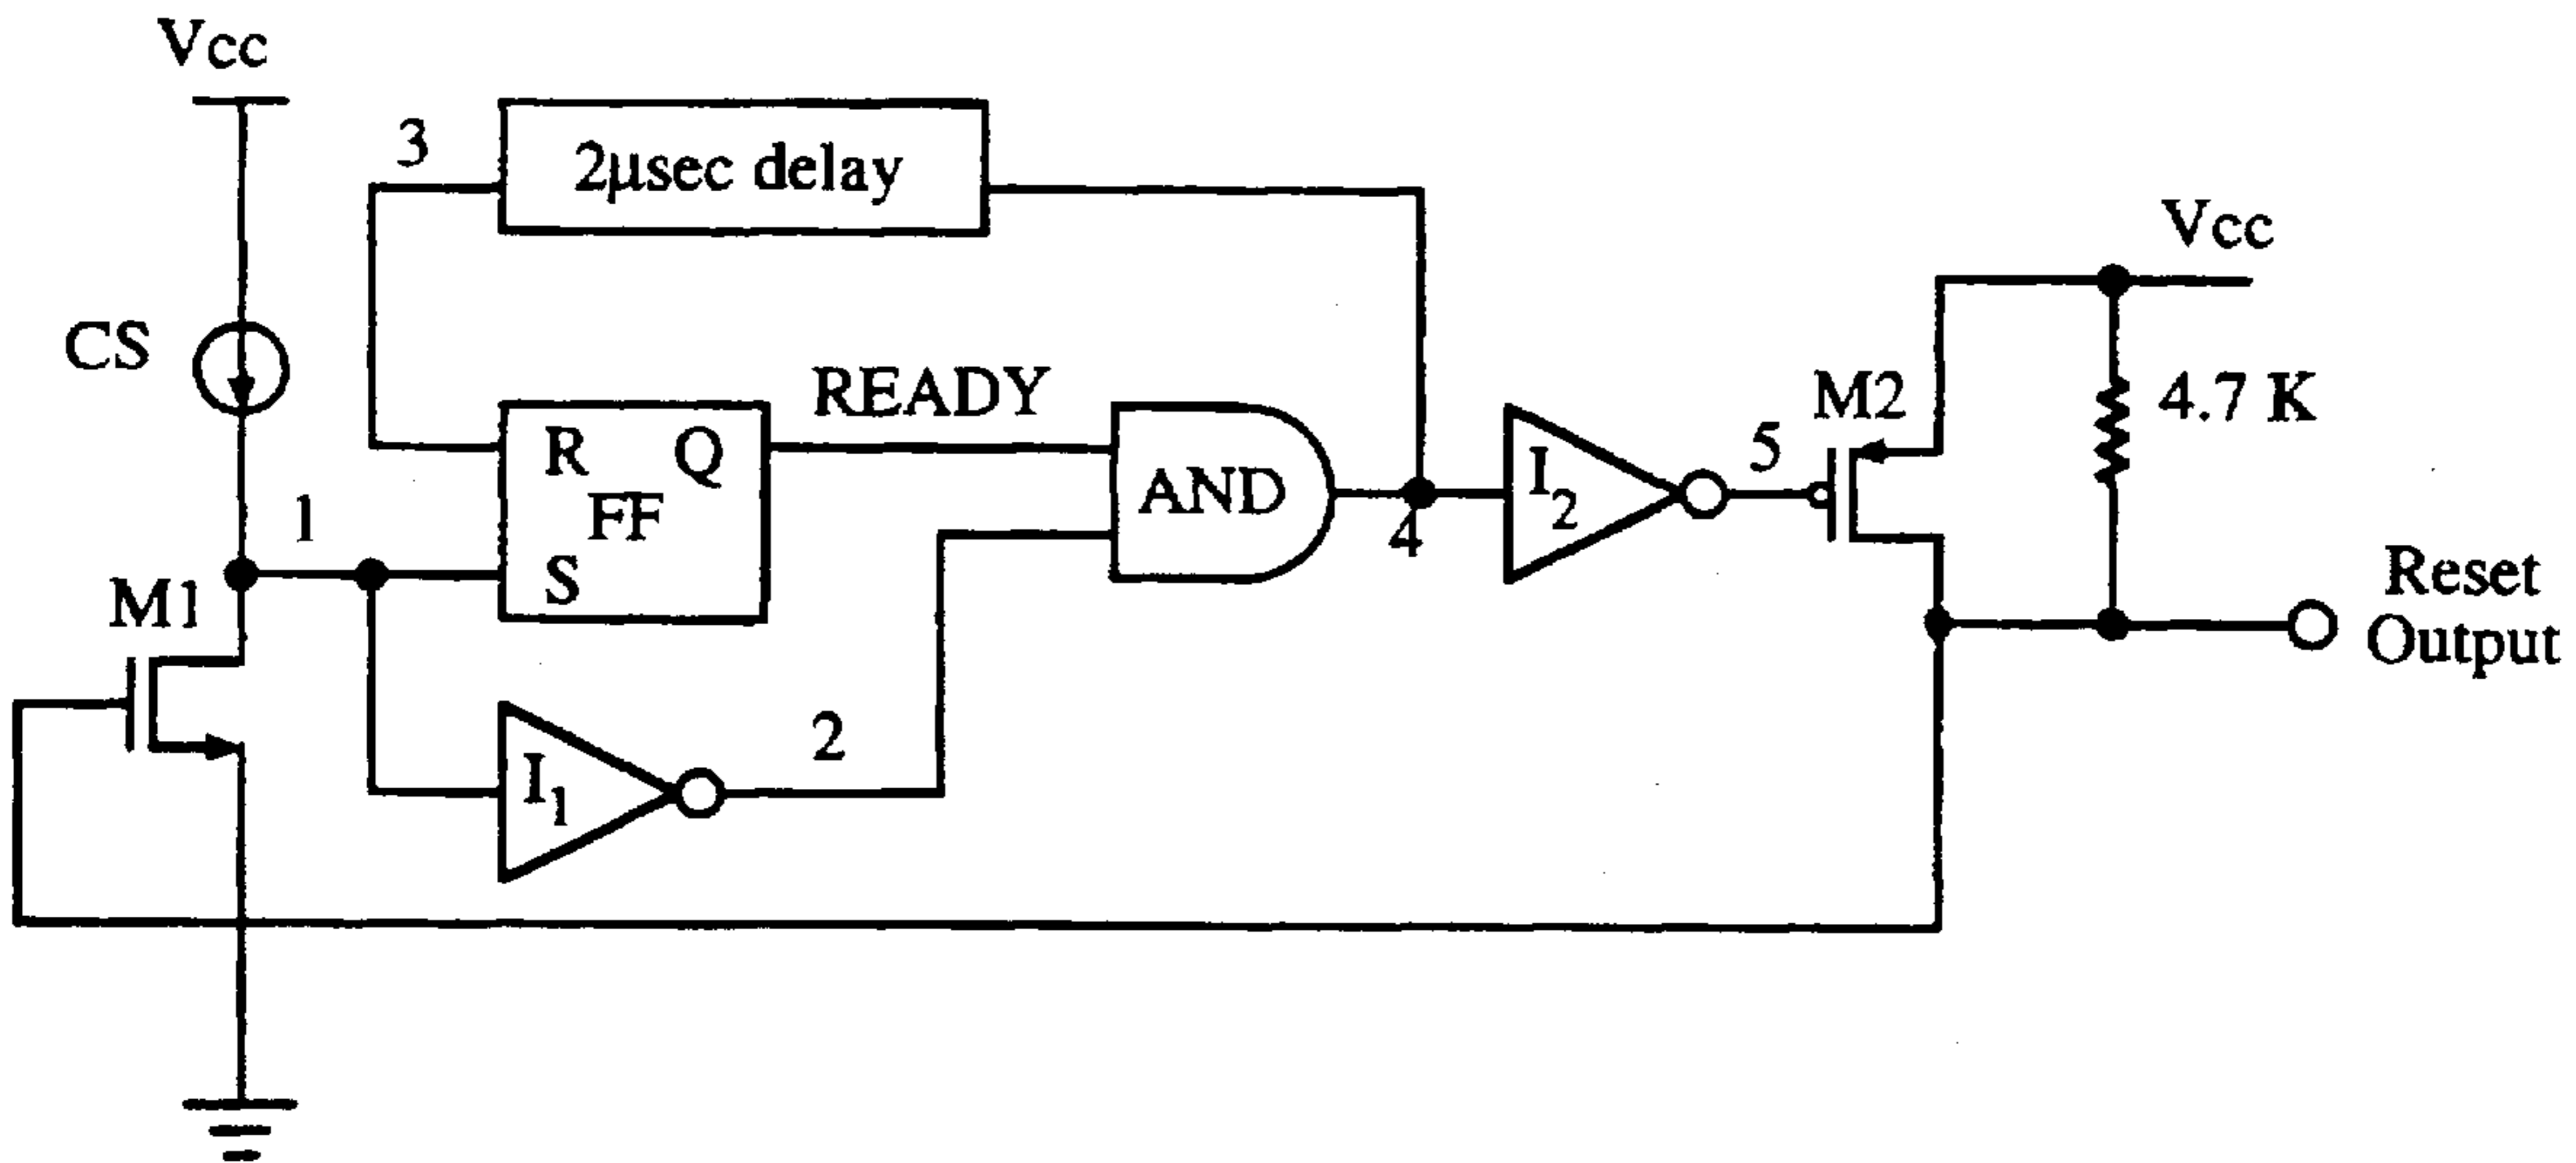 Vcc
3
2μsec delay
Vcc
CS
READY
M2
4.7 K
R Q
FF
S
AND
I2
5
4
1
M1
Reset
Output
I1
2